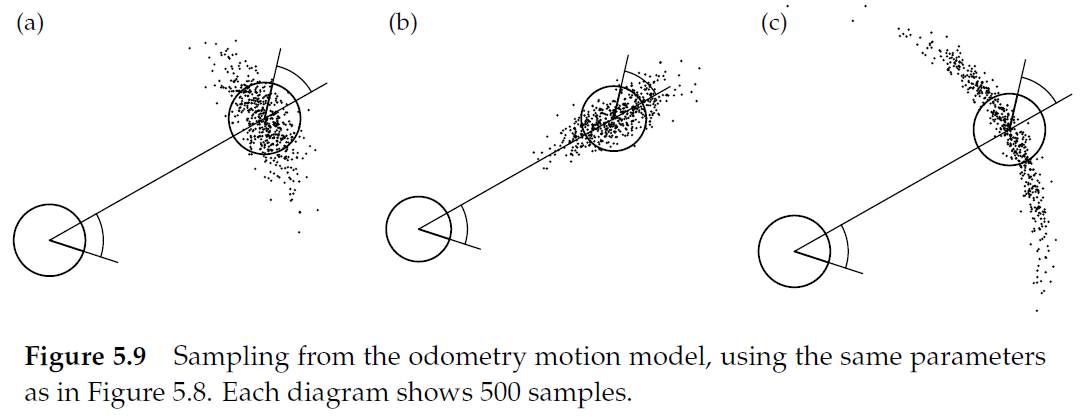 (a) (b) (c)
Figure 5.9 Sampling from the odometry motion model, using the same parameters
as in Figure 5.8. Each diagram shows 500 samples.